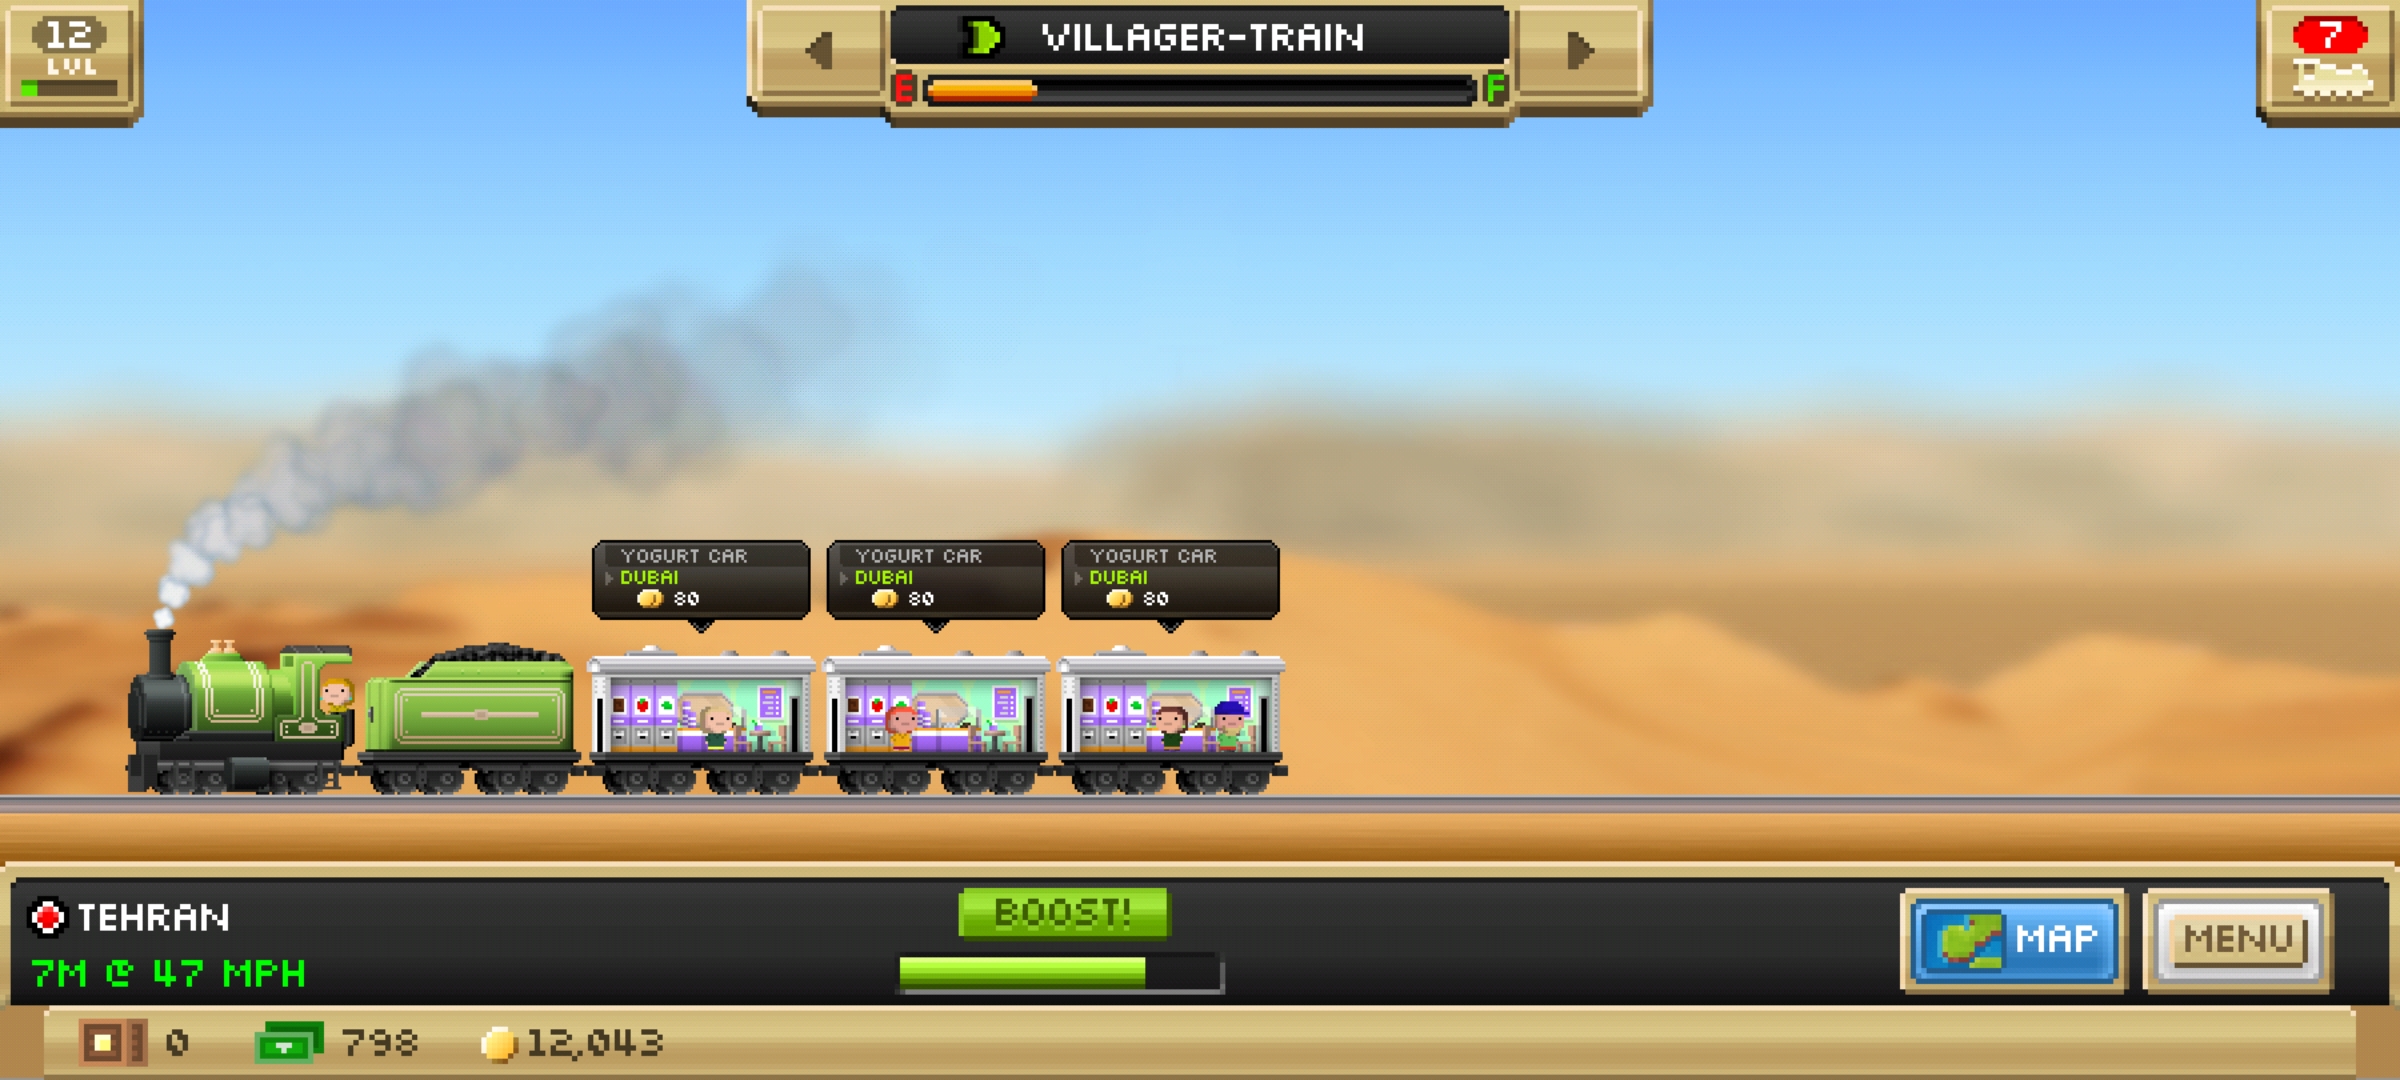 12
LVL
VILLAGER-TRAIN
E
F
7
YOGURT CAR
DUBAI
80
YOGURT CAR
DUBAI
80
YOGURT CAR
DUBAI
80
TEHRAN
7M @ 47 MPH
BOOST!
MAP
MENU
0
798
12,043